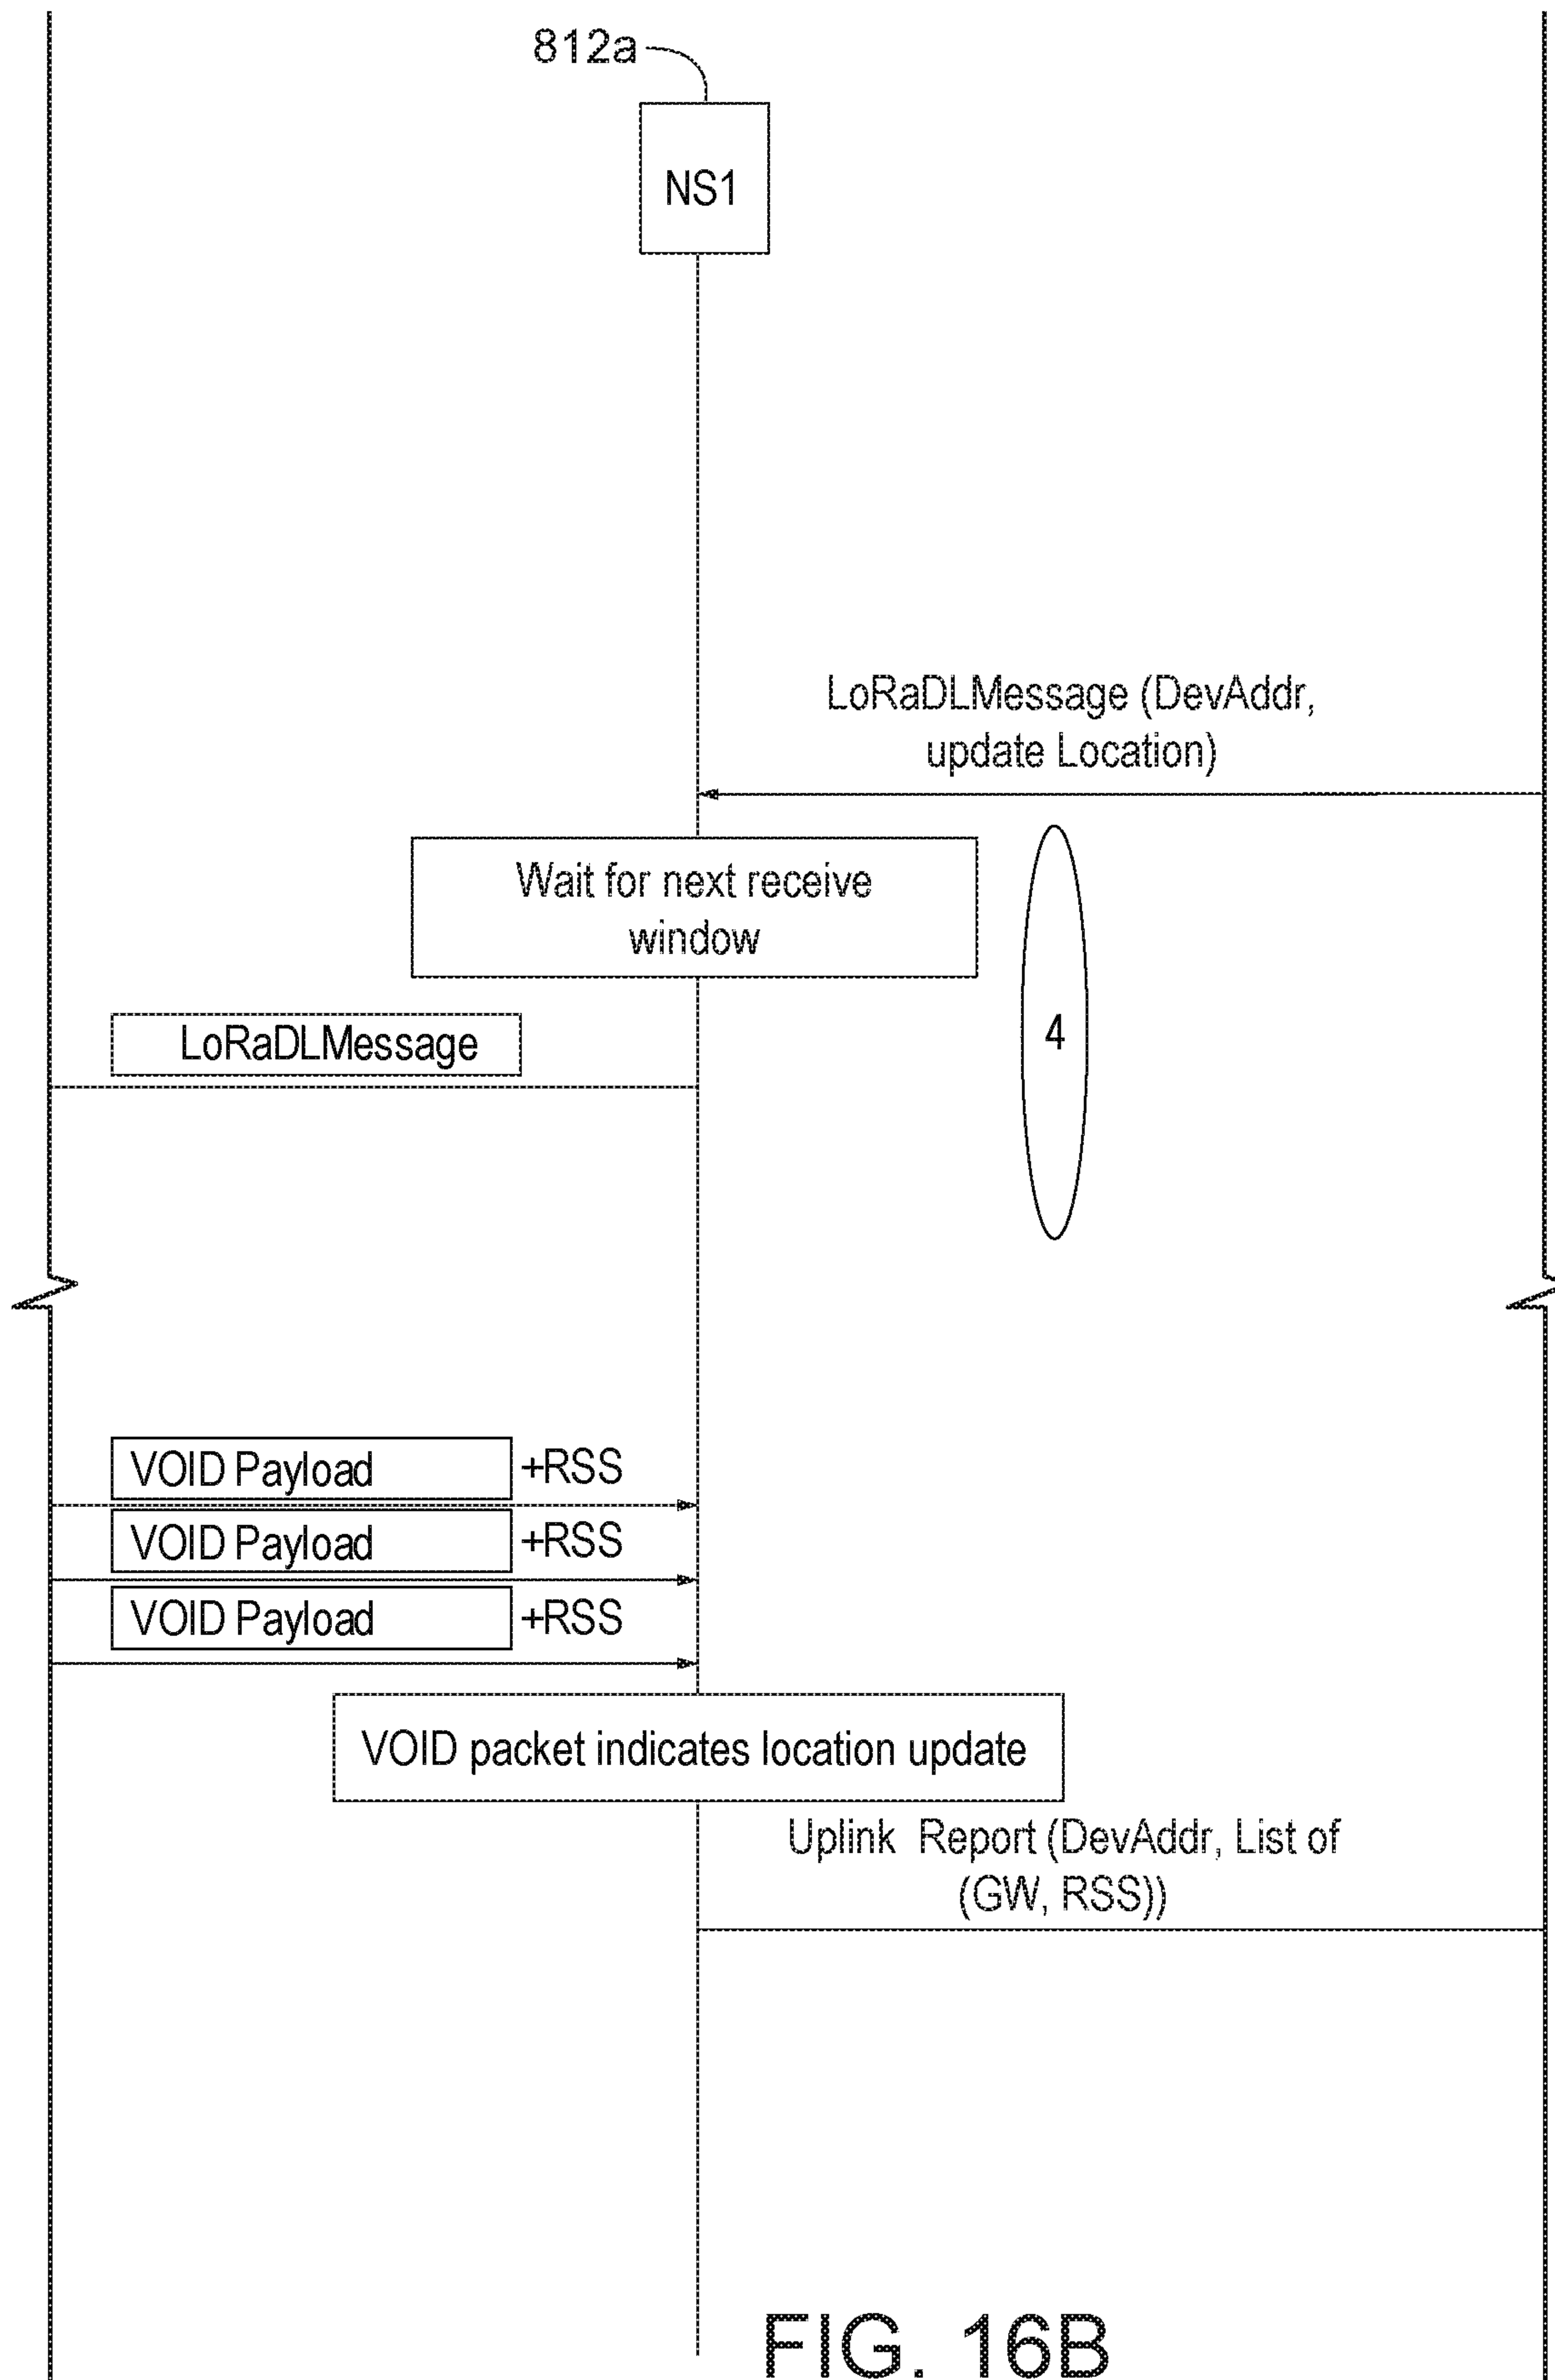 812a
NS1
LoRaDLMessage (DevAddr,
update Location)
Wait for next receive
window
LoRaDLMessage
4
VOID Payload +RSS
VOID Payload +RSS
VOID Payload +RSS
VOID packet indicates location update
Uplink Report (DevAddr, List of
(GW, RSS))
FIG. 16B